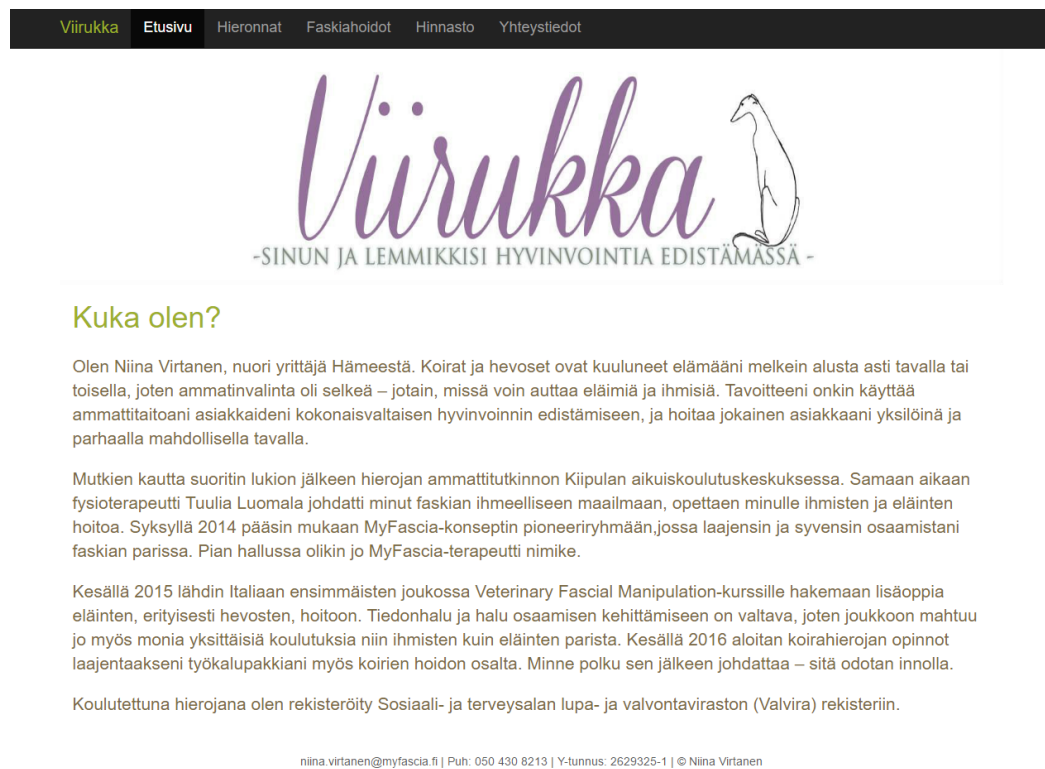 Viirukka Etusivu Hieronnat Faskiahoidot Hinnasto Yhteystiedot
Viirukka
-SINUN JA LEMMIKKISI HYVINVOINTIA EDISTÄMÄSSÄ -
Kuka olen?
Olen Niina Virtanen, nuori yrittäjä Hämeestä. Koirat ja hevoset ovat kuuluneet elämääni melkein alusta asti tavalla tai
toisella, joten ammatinvalinta oli selkeä – jotain, missä voin auttaa eläimiä ja ihmisiä. Tavoitteeni onkin käyttää
ammattitaitoani asiakkaideni kokonaisvaltaisen hyvinvoinnin edistämiseen, ja hoitaa jokainen asiakkaani yksilöinä ja
parhaalla mahdollisella tavalla.
Mutkien kautta suoritin lukion jälkeen hierojan ammattitutkinnon Kiipulan aikuiskoulutuskeskuksessa. Samaan aikaan
fysioterapeutti Tuulia Luomala johdatti minut faskian ihmeelliseen maailmaan, opettaen minulle ihmisten ja eläinten
hoitoa. Syksyllä 2014 pääsin mukaan MyFascia-konseptin pioneeriryhmään,jossa laajensin ja syvensin osaamistani
faskian parissa. Pian hallussa olikin jo MyFascia-terapeutti nimike.
Kesällä 2015 lähdin Italiaan ensimmäisten joukossa Veterinary Fascial Manipulation-kurssille hakemaan lisäoppia
eläinten, erityisesti hevosten, hoitoon. Tiedonhalu ja halu osaamisen kehittämiseen on valtava, joten joukkoon mahtuu
jo myös monia yksittäisiä koulutuksia niin ihmisten kuin eläinten parista. Kesällä 2016 aloitan koirahierojan opinnot
laajentaakseni työkalupakkiani myös koirien hoidon osalta. Minne polku sen jälkeen johdattaa – sitä odotan innolla.
Koulutettuna hierojana olen rekisteröity Sosiaali- ja terveysalan lupa- ja valvontaviraston (Valvira) rekisteriin.
niina.virtanen@myfascia.fi | Puh: 050 430 8213 | Y-tunnus: 2629325-1 | © Niina Virtanen